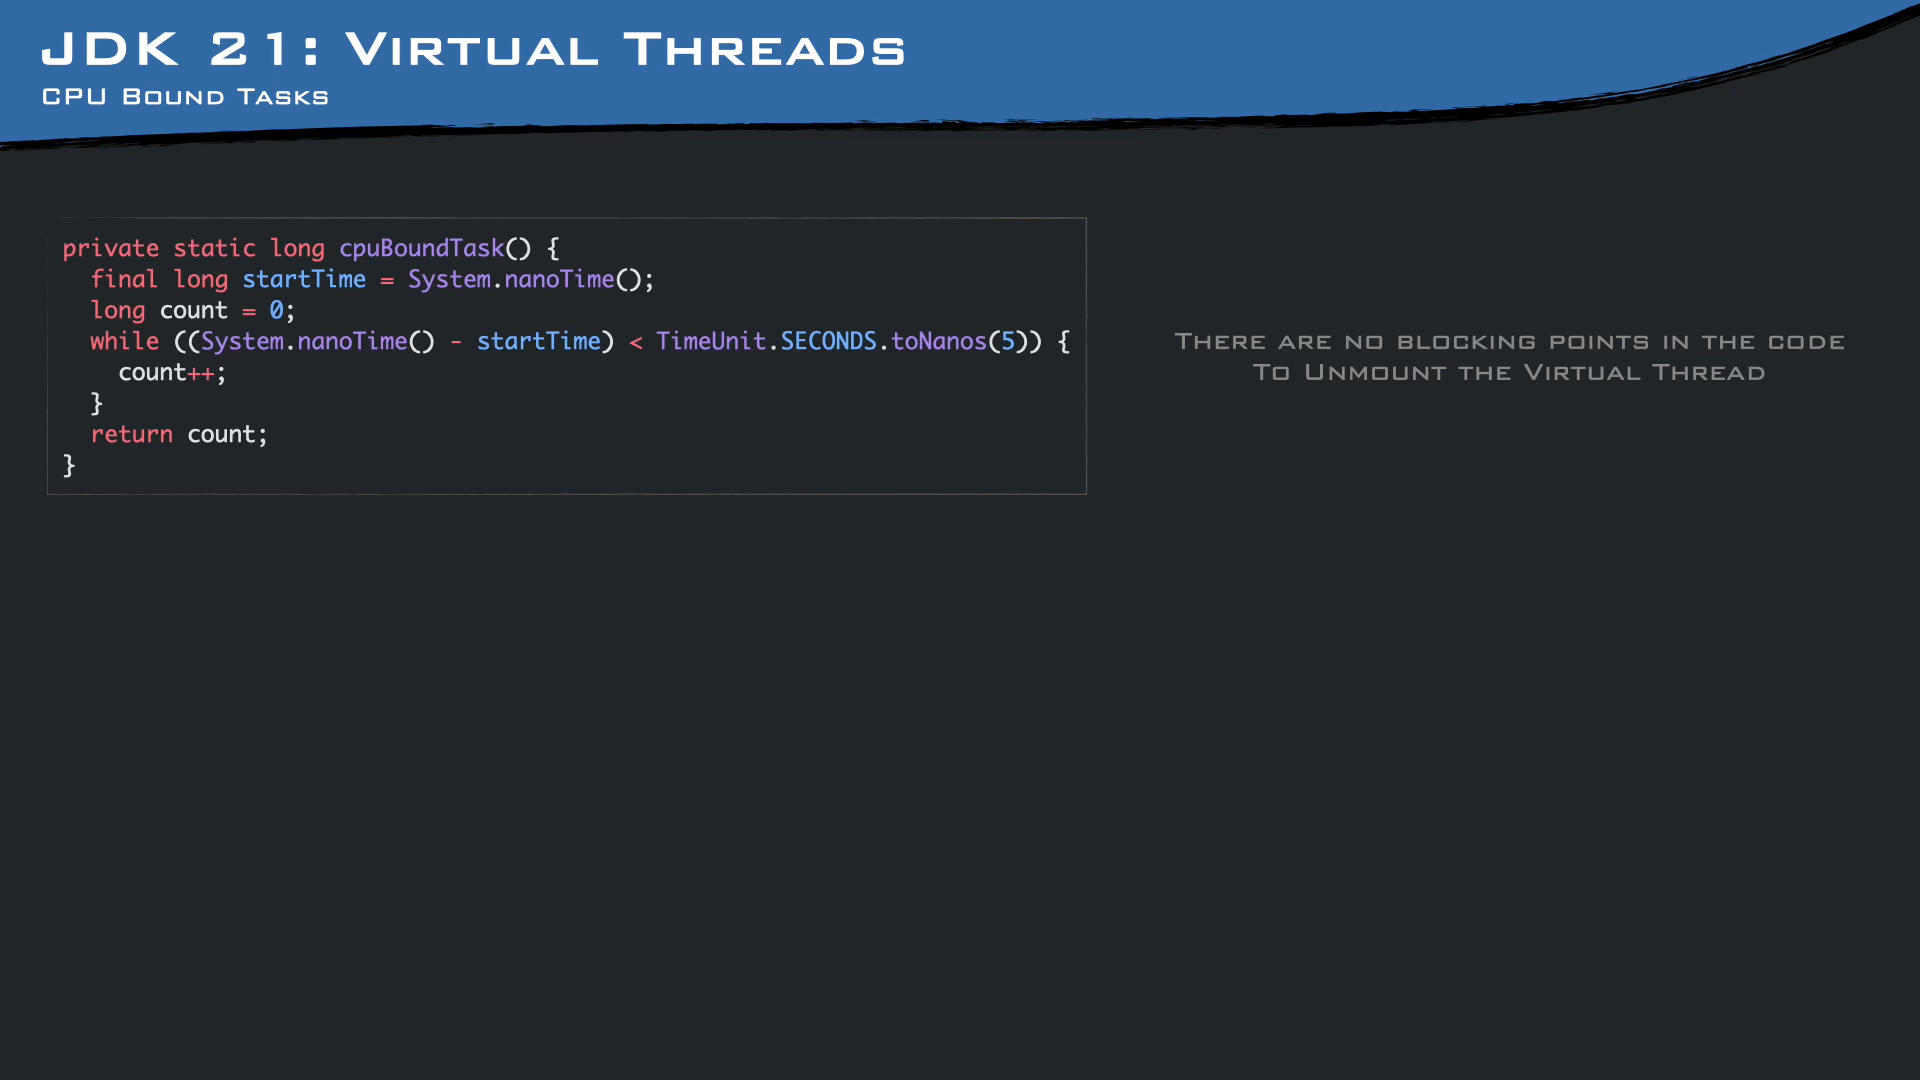 JDK 21: Virtual Threads
CPU Bound Tasks
private static long cpuBoundTask() {
  final long startTime = System.nanoTime();
  long count = 0;
  while ((System.nanoTime() - startTime) < TimeUnit.SECONDS.toNanos(5)) {
    count++;
  }
  return count;
}
There are no blocking points in the code
To Unmount the Virtual Thread